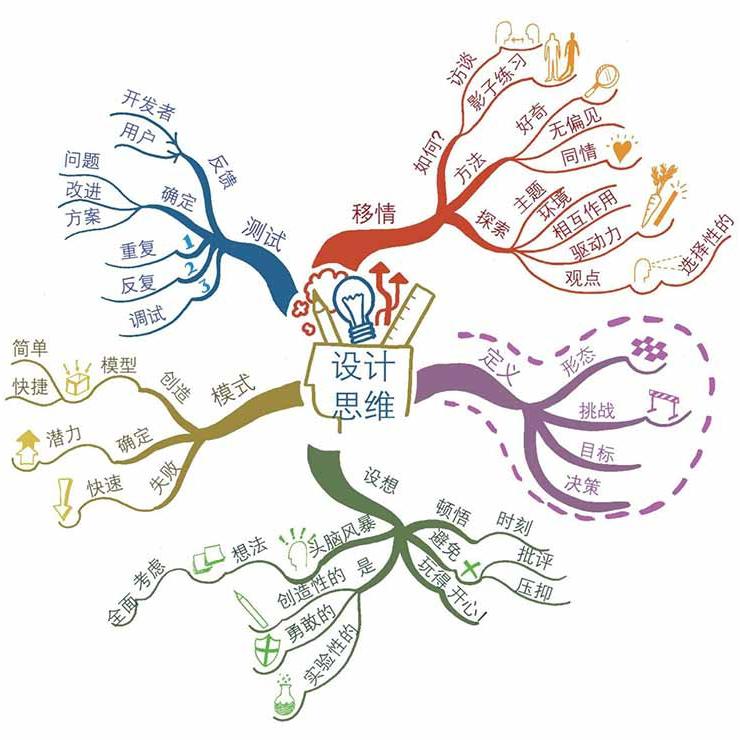 设计
思维
移情
如何?
访谈
影子练习
方法
好奇
无偏见
同情
探索
主题
环境
相互作用
驱动力
观点
选择性的
定义
形态
挑战
目标
决策
设想
顿悟
时刻
避免
批评
压抑
玩得开心!
是
创造性的
勇敢的
实验性的
头脑风暴
想法
考虑
全面
模式
创造
模型
简单
快捷
确定
潜力
失败
快速
测试
反馈
开发者
用户
确定
问题
改进
方案
1
重复
2
反复
3
调试